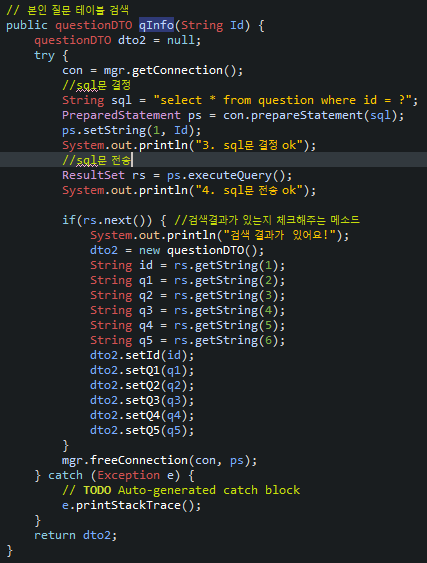 // 본인 질문 테이블 검색
public questionDTO qInfo(String Id) {
    questionDTO dto2 = null;
    try {
        con = mgr.getConnection();
        //sql문 결정
        String sql = "select * from question where id = ?";
        PreparedStatement ps = con.prepareStatement(sql);
        ps.setString(1, Id);
        System.out.println("3. sql문 결정 ok");
        //sql문 전송
        ResultSet rs = ps.executeQuery();
        System.out.println("4. sql문 전송 ok");

        if(rs.next()) { //검색결과가 있는지 체크해주는 메소드
            System.out.println("검색 결과가 있어요!");
            dto2 = new questionDTO();
            String id = rs.getString(1);
            String q1 = rs.getString(2);
            String q2 = rs.getString(3);
            String q3 = rs.getString(4);
            String q4 = rs.getString(5);
            String q5 = rs.getString(6);
            dto2.setId(id);
            dto2.setQ1(q1);
            dto2.setQ2(q2);
            dto2.setQ3(q3);
            dto2.setQ4(q4);
            dto2.setQ5(q5);
        }
        mgr.freeConnection(con, ps);
    } catch (Exception e) {
        // TODO Auto-generated catch block
        e.printStackTrace();
    }
    return dto2;
}